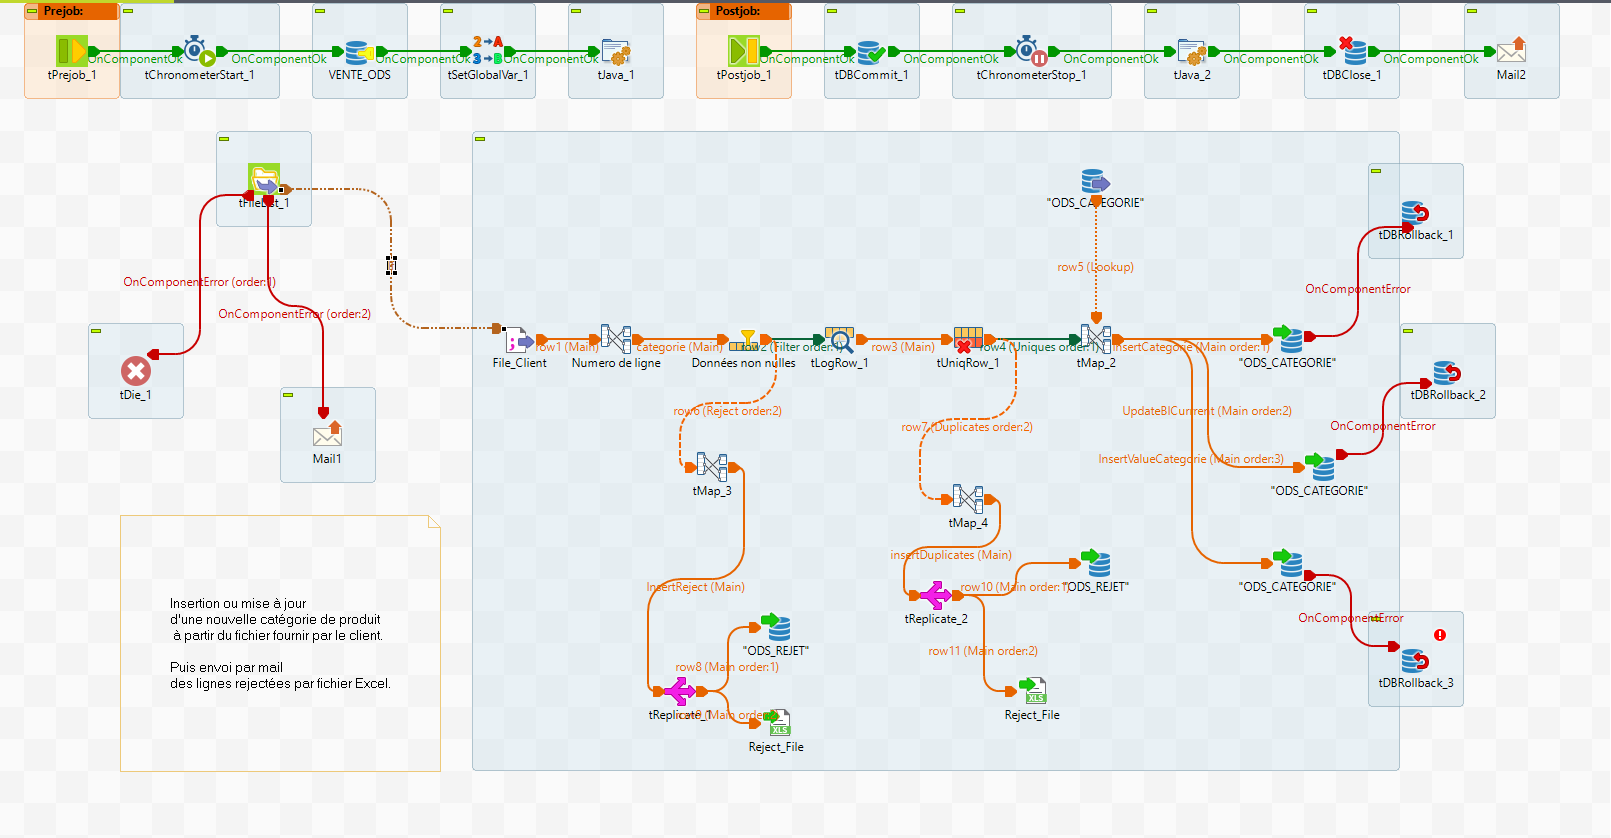 Prejob:
Postjob:
OnComponentOk
OnComponentOk
OnComponentOk
OnComponentOk
OnComponentOk
OnComponentOk
OnComponentOk
OnComponentOk
OnComponentOk
tPrejob_1
tChronometerStart_1
VENTE_ODS
tSetGlobalVar_1
tJava_1
tPostjob_1
tDBCommit_1
tChronometerStop_1
tJava_2
tDBClose_1
Mail2
tFileList_1
"ODS_CATEGORIE"
tDBRollback_1
row5 (Lookup)
OnComponentError (order:1)
OnComponentError
OnComponentError (order:2)
row1 (Main)
categorie (Main)
row2 (Filter order:1)
row3 (Main)
row4 (Uniques order:1)
InsertCategorie (Main order:1)
File_Client
Numero de ligne
Données non nulles
tLogRow_1
tUniqRow_1
tMap_2
"ODS_CATEGORIE"
tDie_1
tDBRollback_2
row6 (Reject order:2)
UpdateBICurrent (Main order:2)
row7 (Duplicates order:2)
OnComponentError
Mail1
InsertValueCategorie (Main order:3)
tMap_3
"ODS_CATEGORIE"
tMap_4
insertDuplicates (Main)
InsertReject (Main)
row10 (Main order:1)
"ODS_REJET"
"ODS_CATEGORIE"
Insertion ou mise à jour
d'une nouvelle catégorie de produit
à partir du fichier fournir par le client.
Puis envoi par mail
des lignes rejectées par fichier Excel.
tReplicate_2
OnComponentError
"ODS_REJET"
row11 (Main order:2)
row8 (Main order:1)
tDBRollback_3
tReplicate_1
row9 (Main order:2)
Reject_File
Reject_File
XLS
XLS